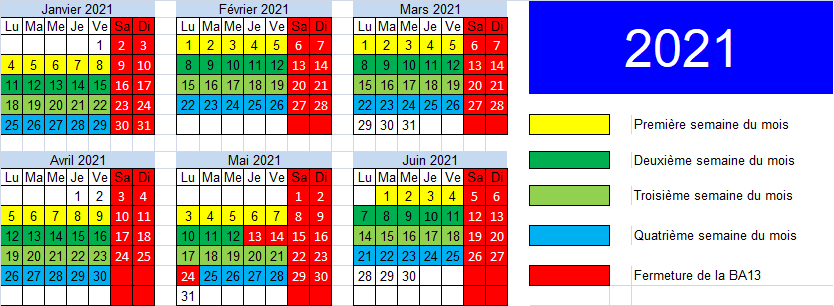 Janvier 2021 Février 2021 Mars 2021
Lu Ma Me Je Ve Sa Di Lu Ma Me Je Ve Sa Di Lu Ma Me Je Ve Sa Di
1 2 3 1 2 3 4 5 6 7 1 2 3 4 5 6 7
4 5 6 7 8 9 10 8 9 10 11 12 13 14 8 9 10 11 12 13 14
11 12 13 14 15 16 17 15 16 17 18 19 20 21 15 16 17 18 19 20 21
18 19 20 21 22 23 24 22 23 24 25 26 27 28 22 23 24 25 26 27 28
25 26 27 28 29 30 31 29 30 31
Avril 2021 Mai 2021 Juin 2021
Lu Ma Me Je Ve Sa Di Lu Ma Me Je Ve Sa Di Lu Ma Me Je Ve Sa Di
1 2 3 4 1 2 1 2 3 4 5 6
5 6 7 8 9 10 11 3 4 5 6 7 8 9 7 8 9 10 11 12 13
12 13 14 15 16 17 18 10 11 12 13 14 15 16 14 15 16 17 18 19 20
19 20 21 22 23 24 25 17 18 19 20 21 22 23 21 22 23 24 25 26 27
26 27 28 29 30 24 25 26 27 28 29 30 28 29 30
31
2021
Première semaine du mois
Deuxième semaine du mois
Troisième semaine du mois
Quatrième semaine du mois
Fermeture de la BA13